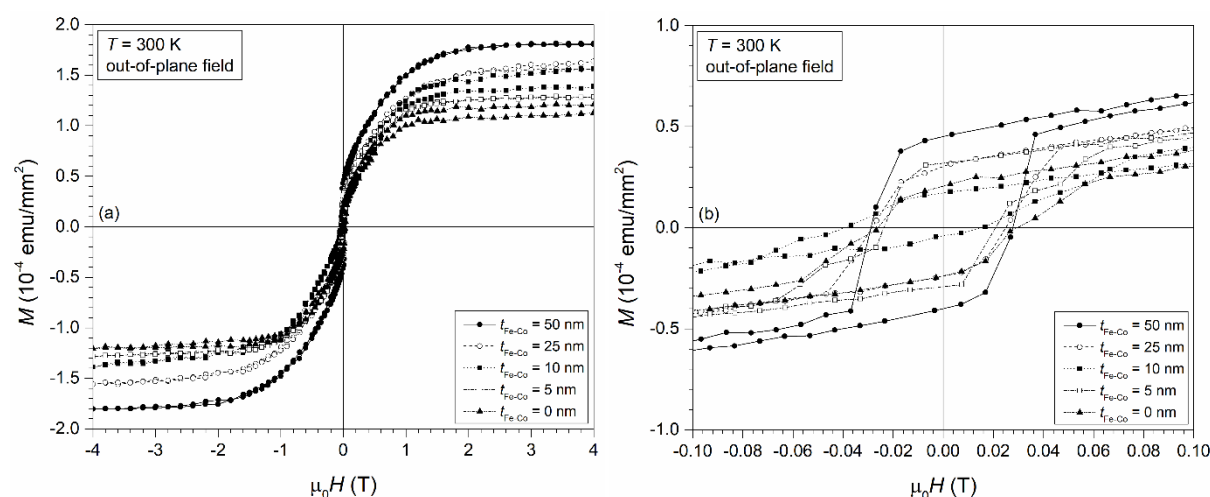 T = 300 K
out-of-plane field
(a)
M (10⁻⁴ emu/mm²)
2.0
1.5
1.0
0.5
0.0
-0.5
-1.0
-1.5
-2.0
t_Fe-Co = 50 nm
t_Fe-Co = 25 nm
t_Fe-Co = 10 nm
t_Fe-Co = 5 nm
t_Fe-Co = 0 nm
-4 -3 -2 -1 0 1 2 3 4
μ₀H (T)
T = 300 K
out-of-plane field
(b)
M (10⁻⁴ emu/mm²)
1.0
0.5
0.0
-0.5
-1.0
t_Fe-Co = 50 nm
t_Fe-Co = 25 nm
t_Fe-Co = 10 nm
t_Fe-Co = 5 nm
t_Fe-Co = 0 nm
-0.10 -0.08 -0.06 -0.04 -0.02 0.00 0.02 0.04 0.06 0.08 0.10
μ₀H (T)